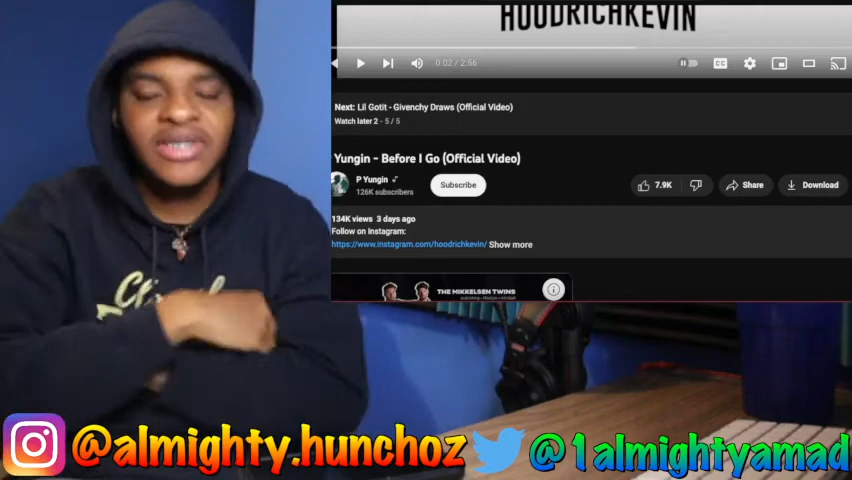 HOODRICHKEVIN
0:02 / 2:56
CC
Next: Lil Gotit - Givenchy Draws (Official Video)
Watch later 2 - 5 / 5
Yungin - Before I Go (Official Video)
P Yungin
126K subscribers
Subscribe
7.9K
Share
Download
134K views 3 days ago
Follow on Instagram:
https://www.instagram.com/hoodrichkevin/ Show more
THE MIKKELSEN TWINS
@almighty.hunchoz
@1almightyamad